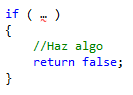 if ( … )
{
    //Haz algo
    return false;
}